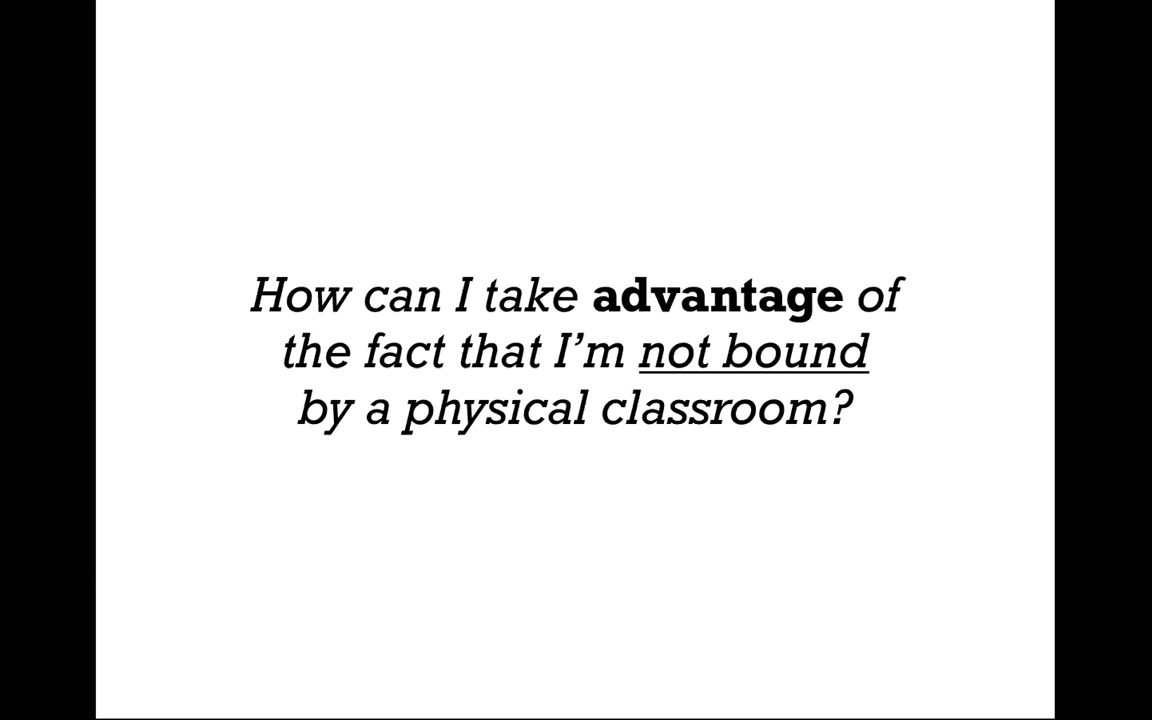 How can I take advantage of
the fact that I’m not bound
by a physical classroom?